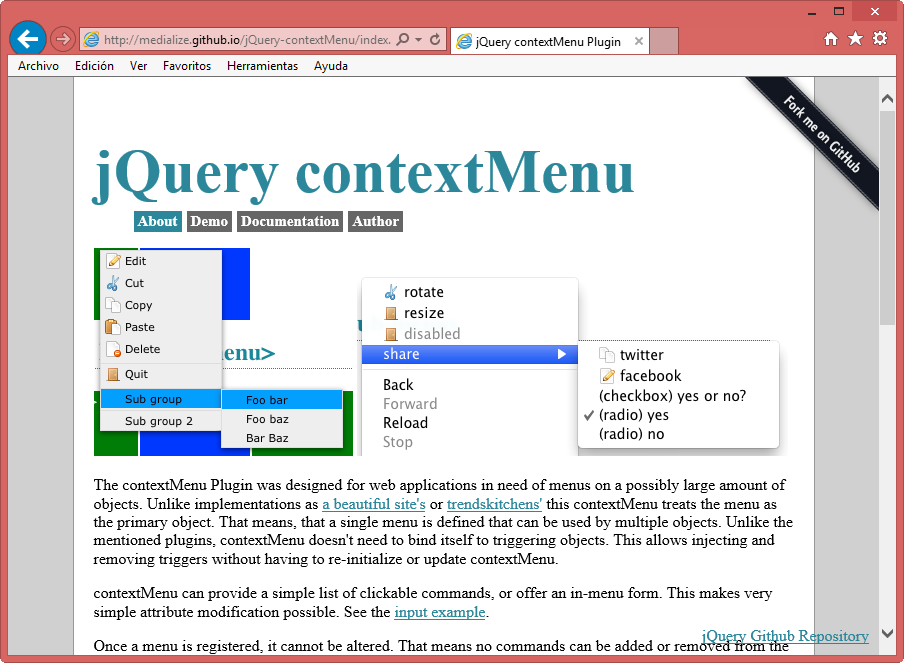 http://medialize.github.io/jQuery-contextMenu/index.
jQuery contextMenu Plugin
Archivo Edición Ver Favoritos Herramientas Ayuda
Fork me on GitHub
jQuery contextMenu
About Demo Documentation Author
Edit
Cut
Copy
Paste
Delete
Quit
Sub group
Sub group 2
enu>
Foo bar
Foo baz
Bar Baz
rotate
resize
disabled
share
Back
Forward
Reload
Stop
twitter
facebook
(checkbox) yes or no?
(radio) yes
(radio) no
The contextMenu Plugin was designed for web applications in need of menus on a possibly large amount of
objects. Unlike implementations as a beautiful site's or trendskitchens' this contextMenu treats the menu as
the primary object. That means, that a single menu is defined that can be used by multiple objects. Unlike the
mentioned plugins, contextMenu doesn't need to bind itself to triggering objects. This allows injecting and
removing triggers without having to re-initialize or update contextMenu.
contextMenu can provide a simple list of clickable commands, or offer an in-menu form. This makes very
simple attribute modification possible. See the input example.
jQuery Github Repository
Once a menu is registered, it cannot be altered. That means no commands can be added or removed from the